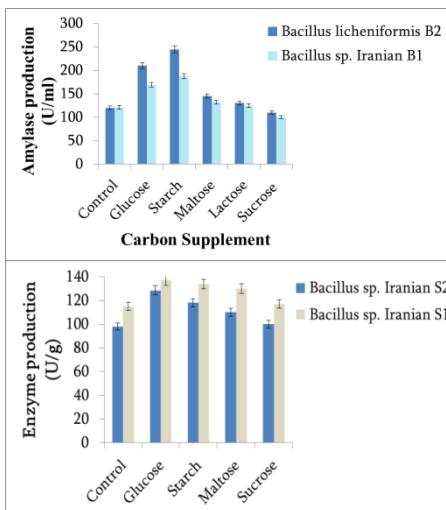 300
250
200
150
100
50
0
Amylase production
(U/ml)
Bacillus licheniformis B2
Bacillus sp. Iranian B1
Control
Glucose
Starch
Maltose
Lactose
Sucrose
Carbon Supplement
140
120
100
80
60
40
20
0
Enzyme production
(U/g)
Bacillus sp. Iranian S2
Bacillus sp. Iranian S1
Control
Glucose
Starch
Maltose
Sucrose